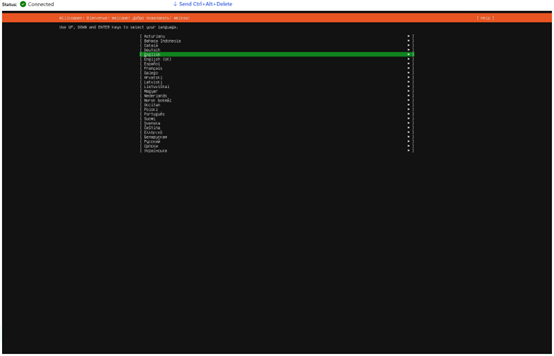 Status: Connected
Send Ctrl+Alt+Delete
Willkommen! Bienvenue! Welcome! Добро пожаловать! Welkom!
[ Help ]
Use UP, DOWN and ENTER keys to select your language.
[ Asturianu ▸ ]
[ Bahasa Indonesia ▸ ]
[ Català ▸ ]
[ Deutsch ▸ ]
[ English ▸ ]
[ English (UK) ▸ ]
[ Español ▸ ]
[ Français ▸ ]
[ Galego ▸ ]
[ Hrvatski ▸ ]
[ Latviski ▸ ]
[ Lietuviškai ▸ ]
[ Magyar ▸ ]
[ Nederlands ▸ ]
[ Norsk bokmål ▸ ]
[ Occitan ▸ ]
[ Polski ▸ ]
[ Português ▸ ]
[ Suomi ▸ ]
[ Svenska ▸ ]
[ Čeština ▸ ]
[ Ελληνικά ▸ ]
[ Беларуская ▸ ]
[ Русский ▸ ]
[ Српски ▸ ]
[ Українська ▸ ]